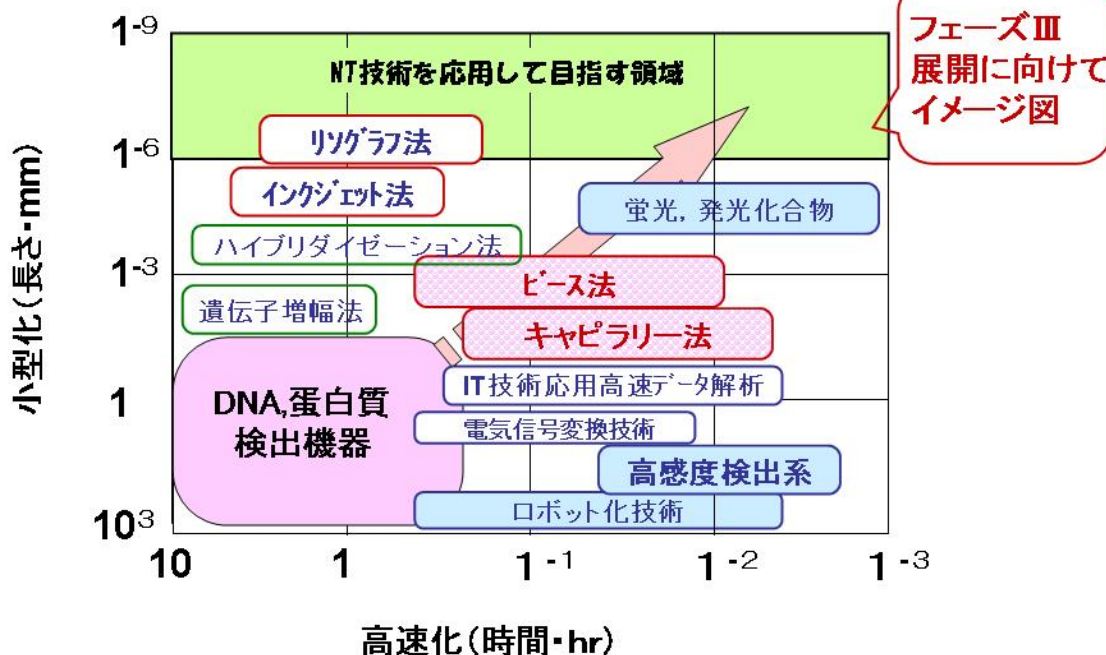 フェーズⅢ
展開に向けて
イメージ図
1-9
NT技術を応用して目指す領域
リソグラフ法
1-6
インクジェット法
蛍光, 発光化合物
ハイブリダイゼーション法
1-3
ビース法
遺伝子増幅法
キャピラリー法
IT技術応用高速データ解析
1
DNA,蛋白質
検出機器
電気信号変換技術
高感度検出系
ロボット化技術
103
小型化(長さ・mm)
10 1 1-1 1-2 1-3
高速化(時間・hr)